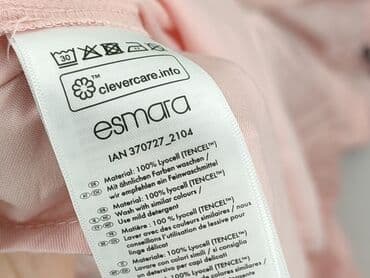 30
clevercare.info
esmara
IAN 370727_2104
Material: 100% Lyocell (TENCEL™)
Mit ähnlichen Farben waschen /
wir empfehlen ein Feinwaschmittel
Material: 100% Lyocell (TENCEL™)
Wash with similar colours /
Use mild detergent
Matière : 100 % Lyocell (TENCEL™)
Laver avec des couleurs similaires / nous
conseillons l'utilisation de lessive pour
linge délicat
Materiale: 100% Lyocell (TENCEL™)
Lavare con colori simili / si consiglia
un detersivo per capi delicati